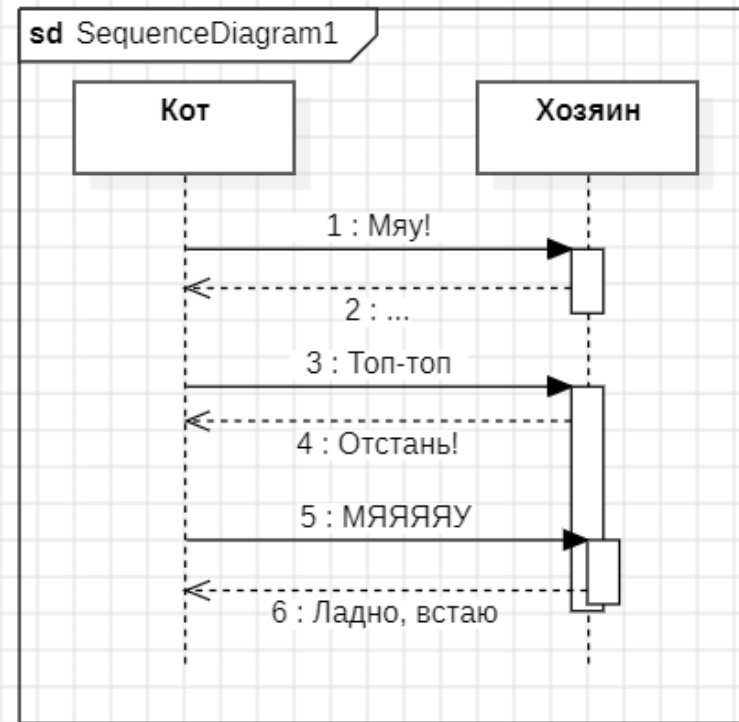 sd SequenceDiagram1
Кот
Хозяин
1 : Мяу!
2 : ...
3 : Топ-топ
4 : Отстань!
5 : МЯЯЯЯУ
6 : Ладно, встаю